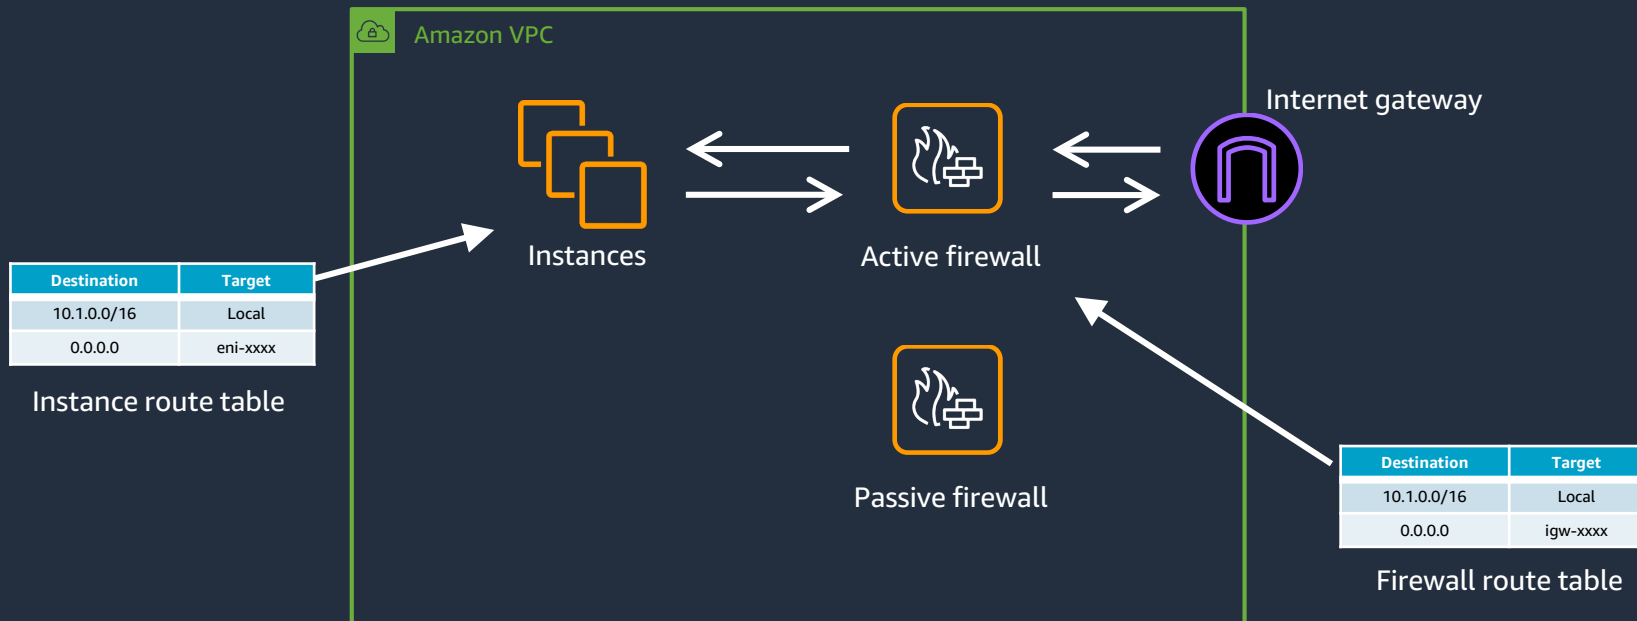 Amazon VPC
Internet gateway
Instances
Active firewall
Destination Target
10.1.0.0/16 Local
0.0.0.0 eni-xxxx
Instance route table
Passive firewall
Destination Target
10.1.0.0/16 Local
0.0.0.0 igw-xxxx
Firewall route table